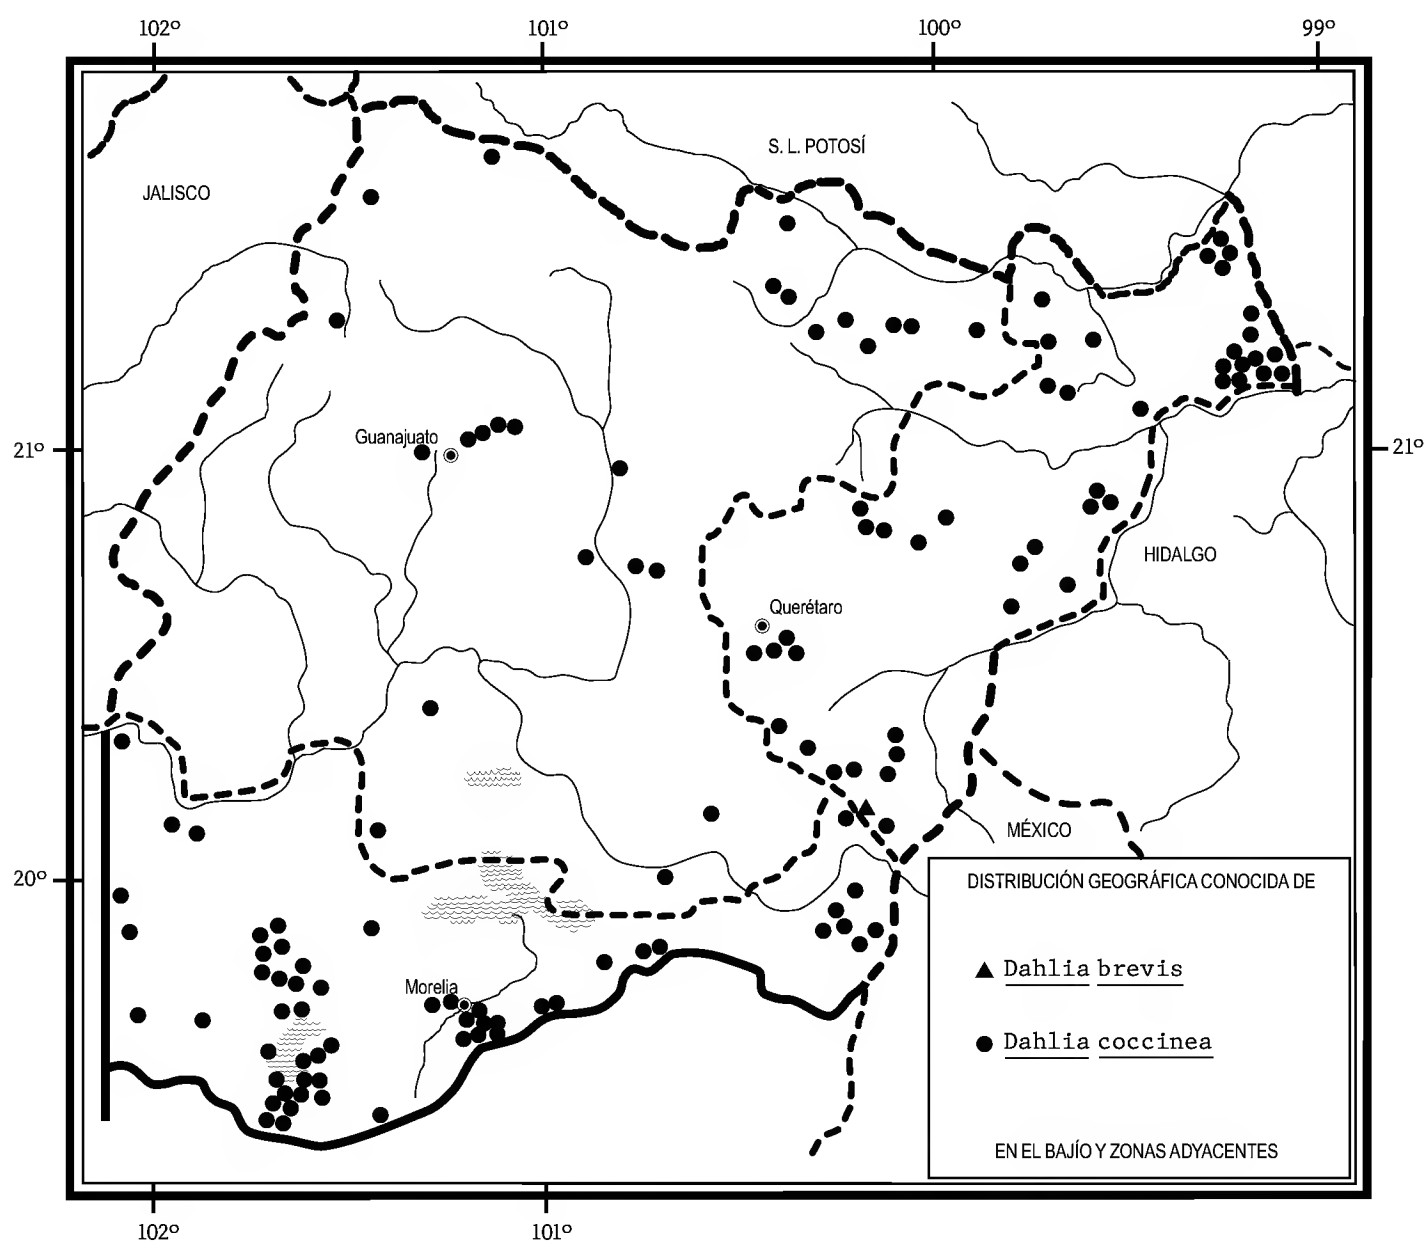 102º 101º 100º 99º
S. L. POTOSÍ
JALISCO
Guanajuato
21º 21º
HIDALGO
Querétaro
MÉXICO
20º
DISTRIBUCIÓN GEOGRÁFICA CONOCIDA DE
Dahlia brevis
Morelia
Dahlia coccinea
EN EL BAJÍO Y ZONAS ADYACENTES
102º 101º